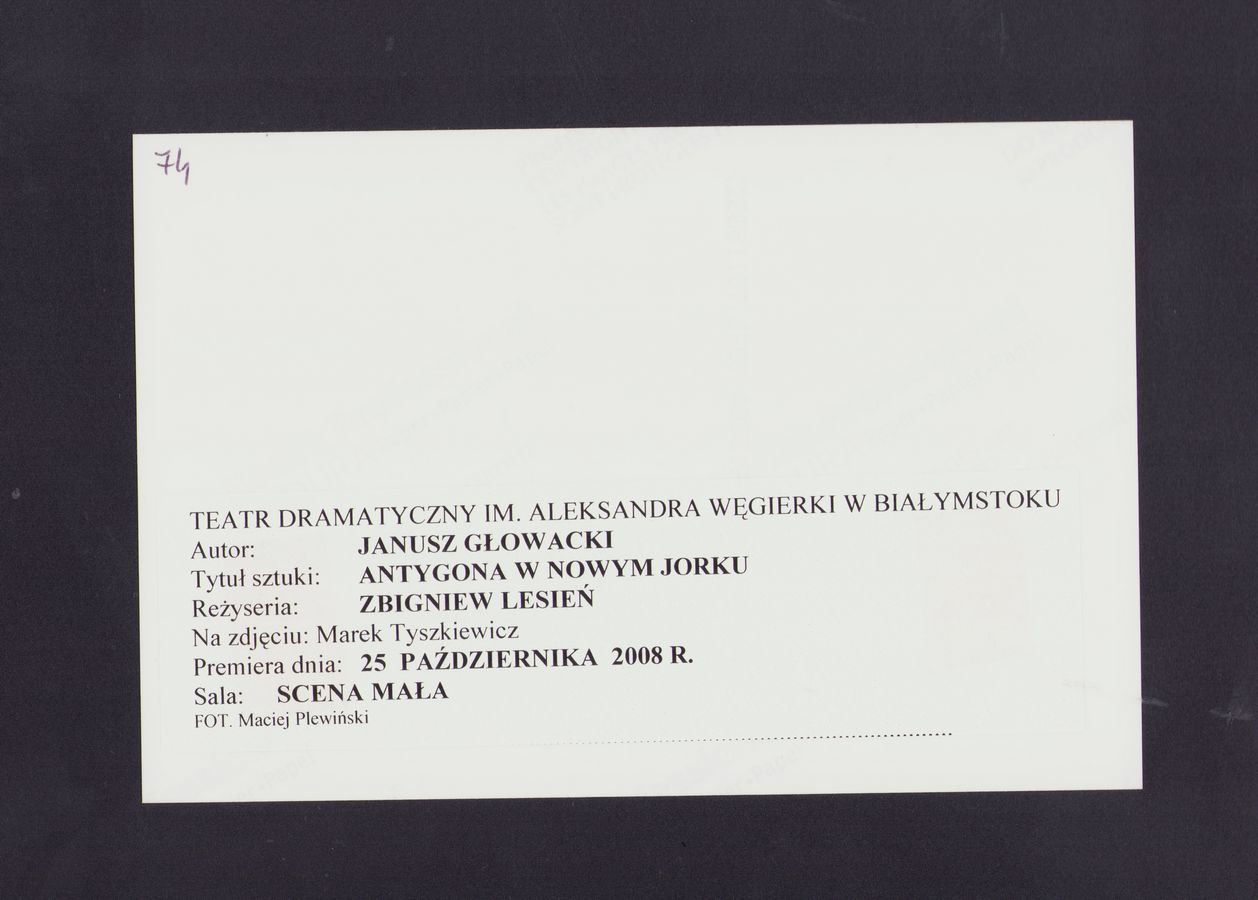 74
TEATR DRAMATYCZNY IM. ALEKSANDRA WĘGIERKI W BIAŁYMSTOKU
Autor: JANUSZ GŁOWACKI
Tytuł sztuki: ANTYGONA W NOWYM JORKU
Reżyseria: ZBIGNIEW LESIEŃ
Na zdjęciu: Marek Tyszkiewicz
Premiera dnia: 25 PAŹDZIERNIKA 2008 R.
Sala: SCENA MAŁA
FOT. Maciej Plewiński